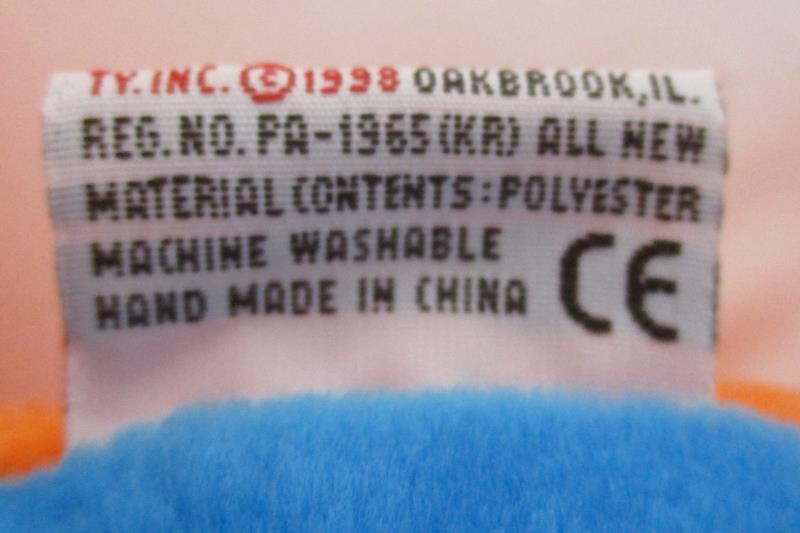 TY.INC. ©1998 OAKBROOK,IL.
REG.NO. PA-1965(KR) ALL NEW
MATERIAL CONTENTS:POLYESTER
MACHINE WASHABLE
HAND MADE IN CHINA
CE